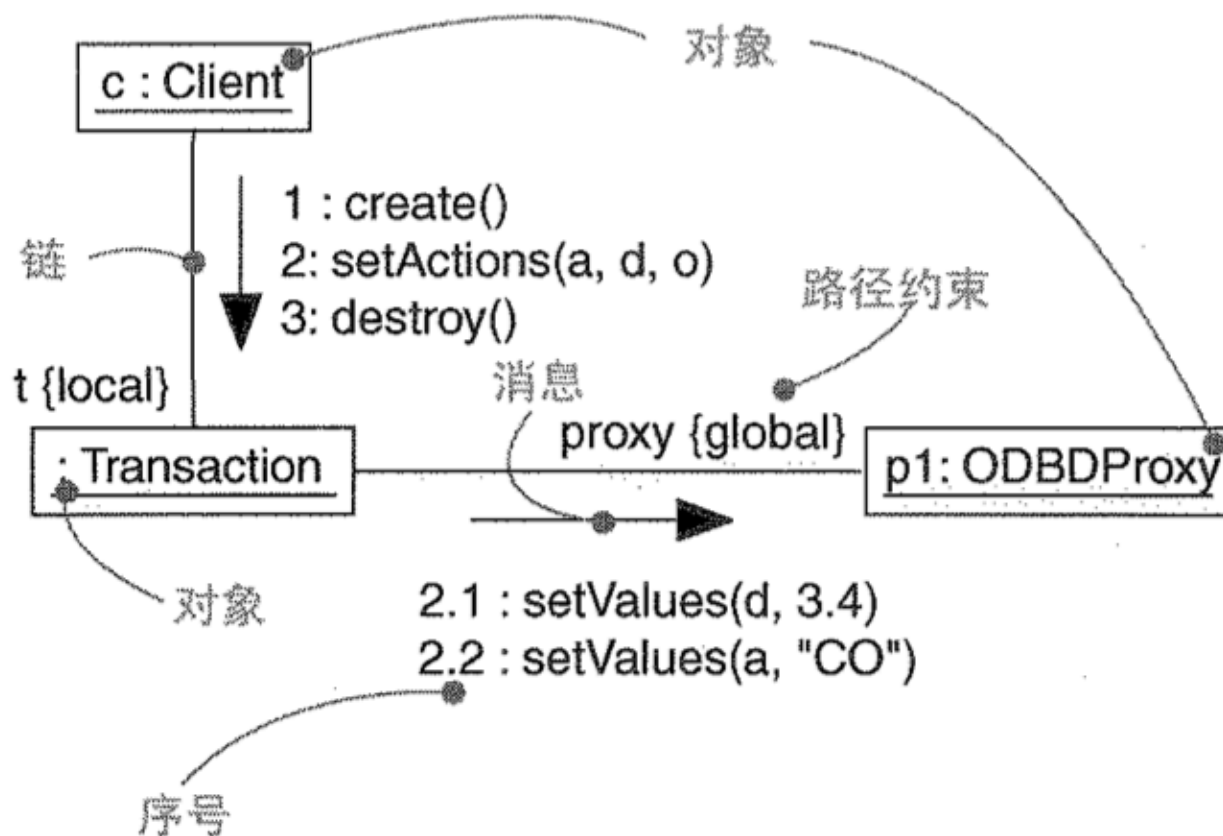 对象
c : Client
1 : create()
链
2: setActions(a, d, o)
路径约束
3: destroy()
消息
t {local}
proxy {global}
: Transaction
p1: ODBDProxy
2.1 : setValues(d, 3.4)
对象
2.2 : setValues(a, "CO")
序号